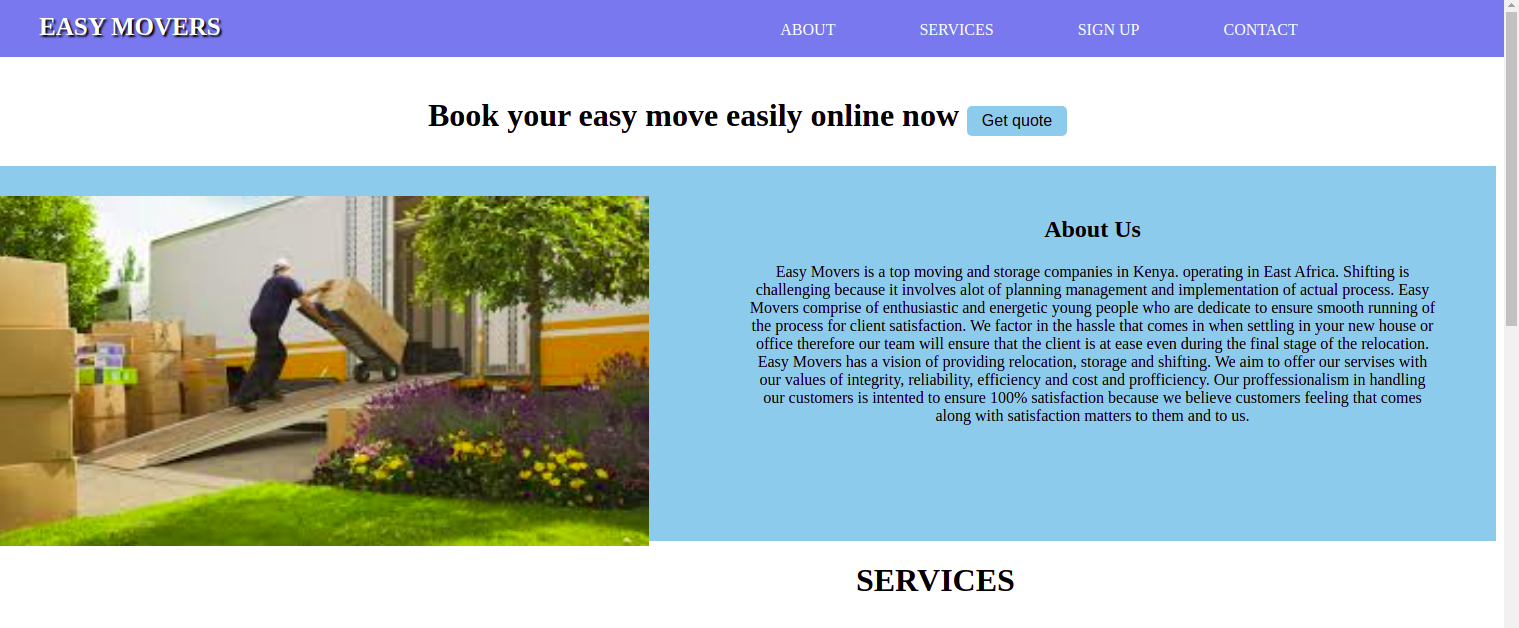 EASY MOVERS
ABOUT
SERVICES
SIGN UP
CONTACT
Book your easy move easily online now
Get quote
About Us
Easy Movers is a top moving and storage companies in Kenya. operating in East Africa. Shifting is
challenging because it involves alot of planning management and implementation of actual process. Easy
Movers comprise of enthusiastic and energetic young people who are dedicate to ensure smooth running of
the process for client satisfaction. We factor in the hassle that comes in when settling in your new house or
office therefore our team will ensure that the client is at ease even during the final stage of the relocation.
Easy Movers has a vision of providing relocation, storage and shifting. We aim to offer our servises with
our values of integrity, reliability, efficiency and cost and profficiency. Our proffessionalism in handling
our customers is intented to ensure 100% satisfaction because we believe customers feeling that comes
along with satisfaction matters to them and to us.
SERVICES